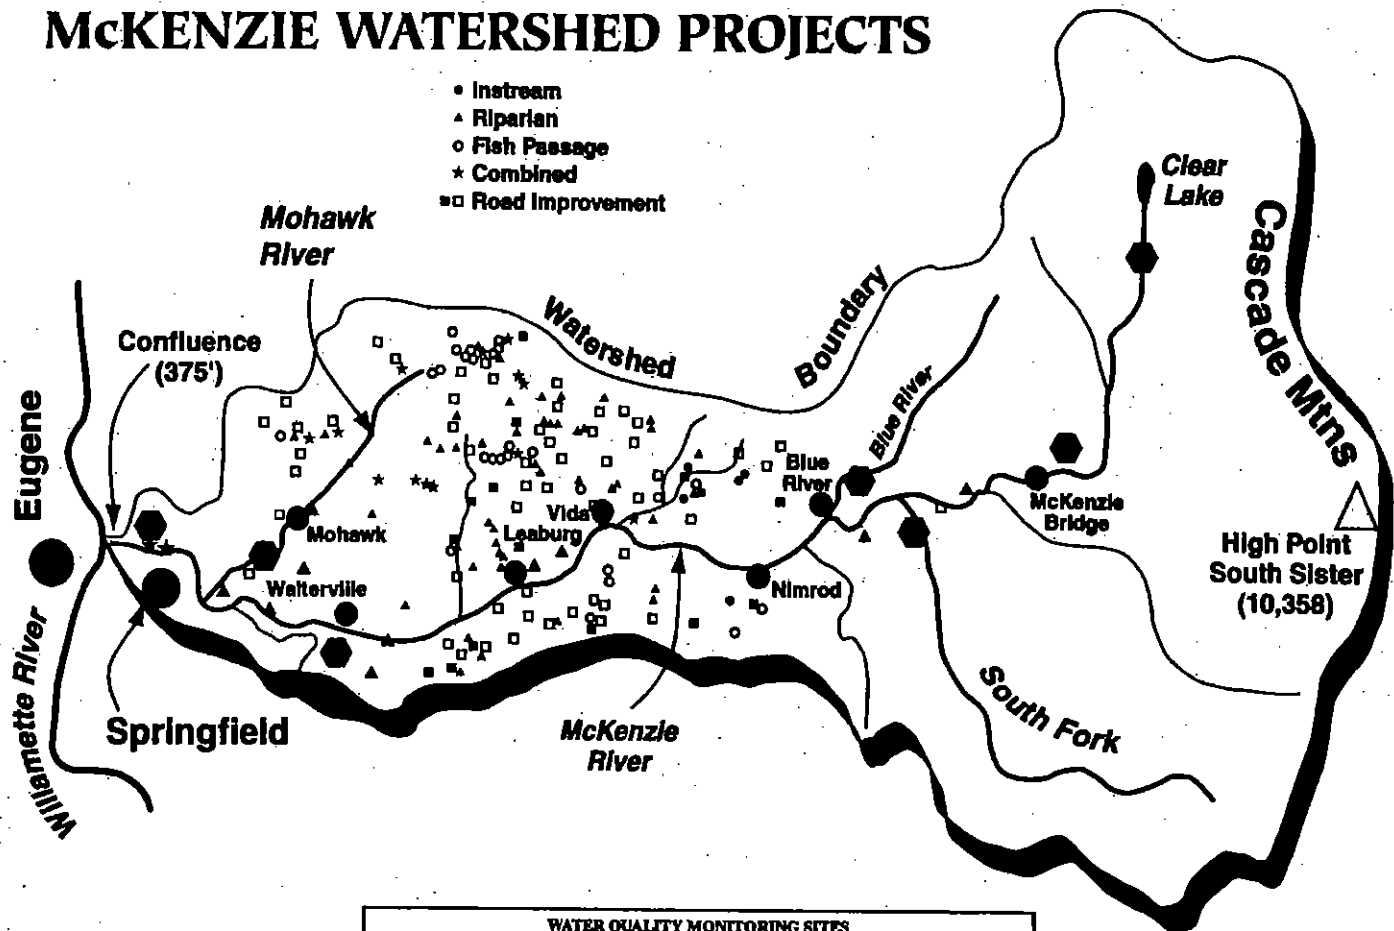 McKENZIE WATERSHED PROJECTS
Instream
Riparian
Fish Passage
Combined
Road Improvement
Mohawk
River
Clear
Lake
Cascade Mtns
Watershed
Boundary
Confluence
(375')
Eugene
Blue River
Blue
River
McKenzie
Bridge
Vida
Leaburg
Mohawk
Walterville
Nimrod
High Point
South Sister
(10,358)
Willamette River
Springfield
McKenzie
River
South Fork
WATER QUALITY MONITORING SITES